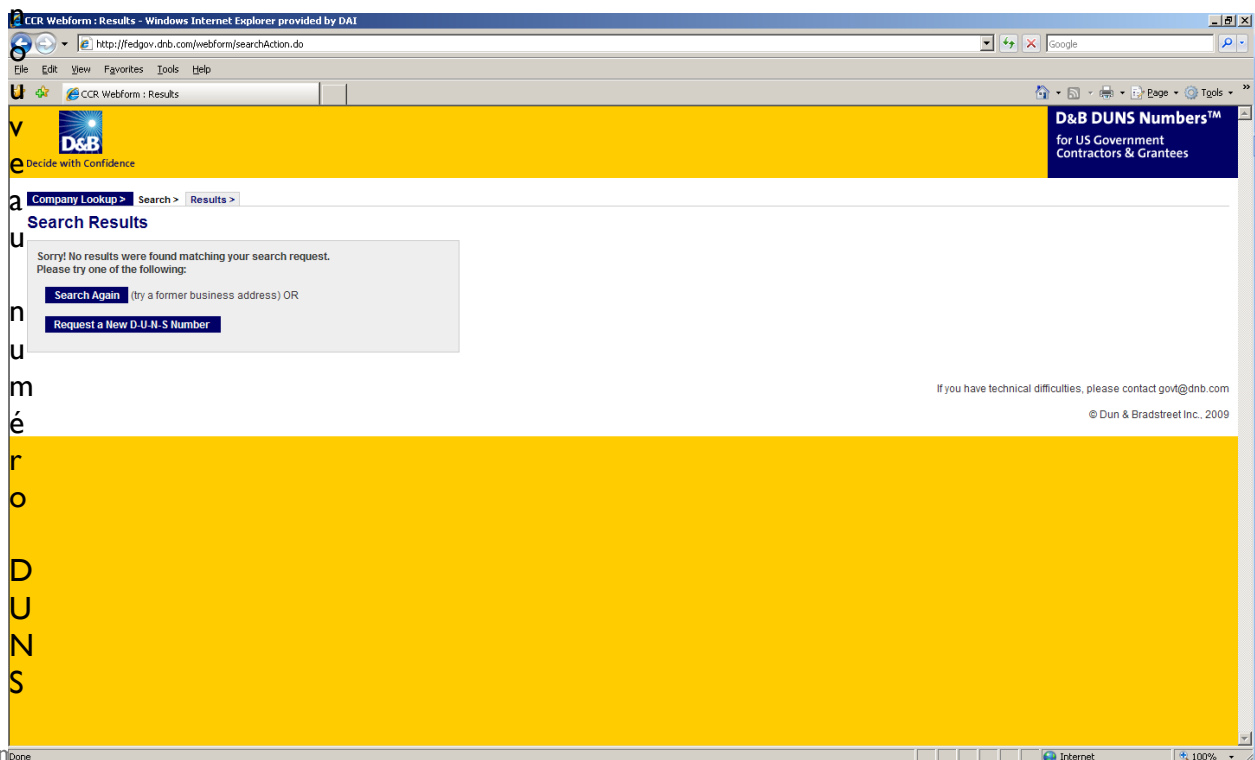 CCR Webform : Results - Windows Internet Explorer provided by DAI
http://fedgov.dnb.com/webform/searchAction.do
Google
File Edit View Favorites Tools Help
CCR Webform : Results
Page Tools
D&B
Decide with Confidence
D&B DUNS Numbers™
for US Government
Contractors & Grantees
Company Lookup > Search > Results >
Search Results
Sorry! No results were found matching your search request.
Please try one of the following:
Search Again (try a former business address) OR
Request a New D-U-N-S Number
If you have technical difficulties, please contact govt@dnb.com
© Dun & Bradstreet Inc., 2009
nouveau numéro DUNS
Done
Internet
100%